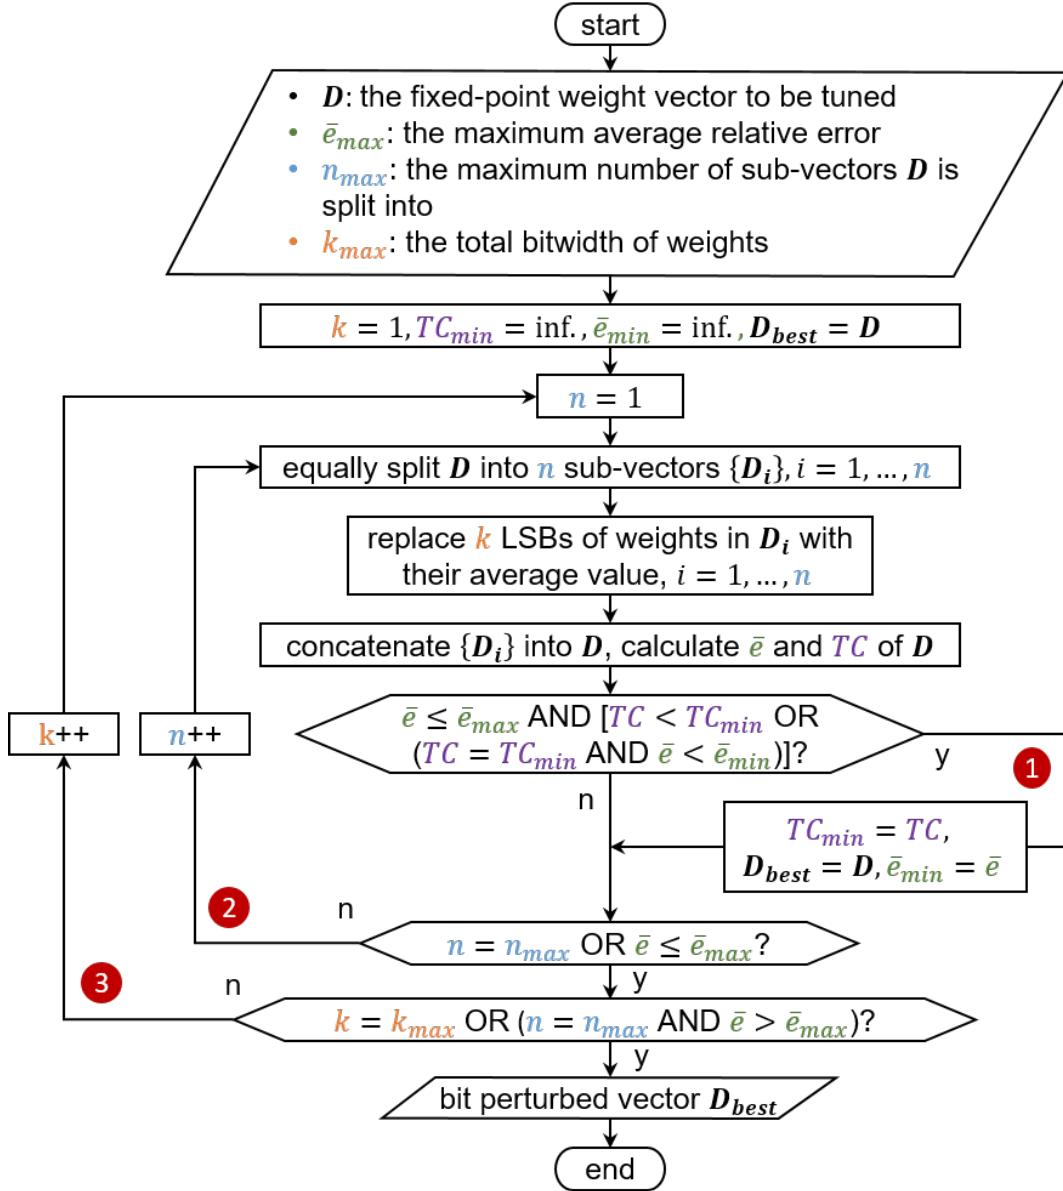 start
• D: the fixed-point weight vector to be tuned
• ē_max: the maximum average relative error
• n_max: the maximum number of sub-vectors D is
split into
• k_max: the total bitwidth of weights
k = 1, TC_min = inf., ē_min = inf., D_best = D
n = 1
equally split D into n sub-vectors {D_i}, i = 1, ..., n
replace k LSBs of weights in D_i with
their average value, i = 1, ..., n
concatenate {D_i} into D, calculate ē and TC of D
k++
n++
ē ≤ ē_max AND [TC < TC_min OR
(TC = TC_min AND ē < ē_min)]?
y
1
n
TC_min = TC,
D_best = D, ē_min = ē
2
n
n = n_max OR ē ≤ ē_max?
y
3
n
k = k_max OR (n = n_max AND ē > ē_max)?
y
bit perturbed vector D_best
end